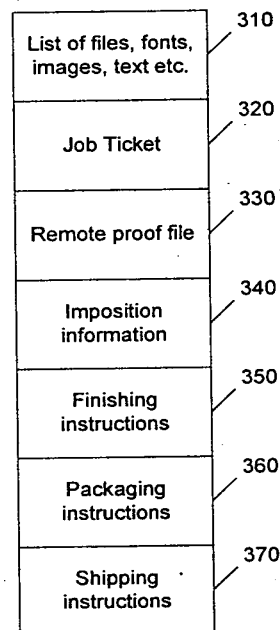 310
List of files, fonts,
images, text etc.
320
Job Ticket
330
Remote proof file
340
Imposition
information
350
Finishing
instructions
360
Packaging
instructions
370
Shipping
instructions